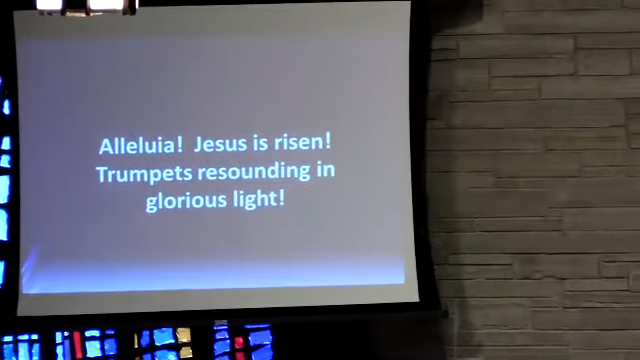 Alleluia!  Jesus is risen!
Trumpets resounding in
glorious light!